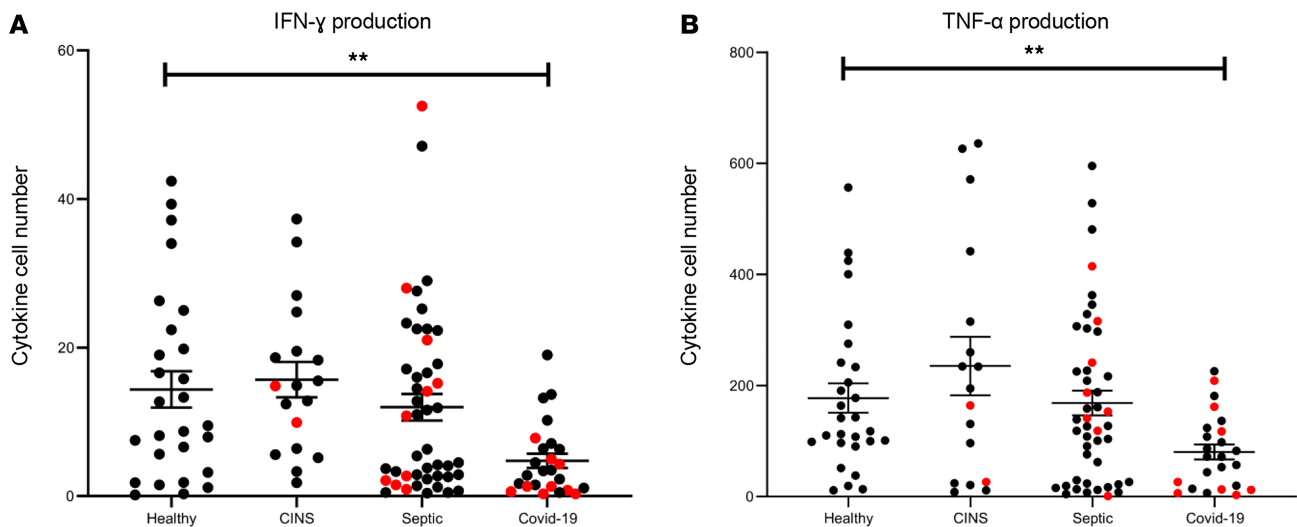 A
IFN-ɣ production
Cytokine cell number
60
40
20
0
**
Healthy
CINS
Septic
Covid-19
B
TNF-α production
Cytokine cell number
800
600
400
200
0
**
Healthy
CINS
Septic
Covid-19